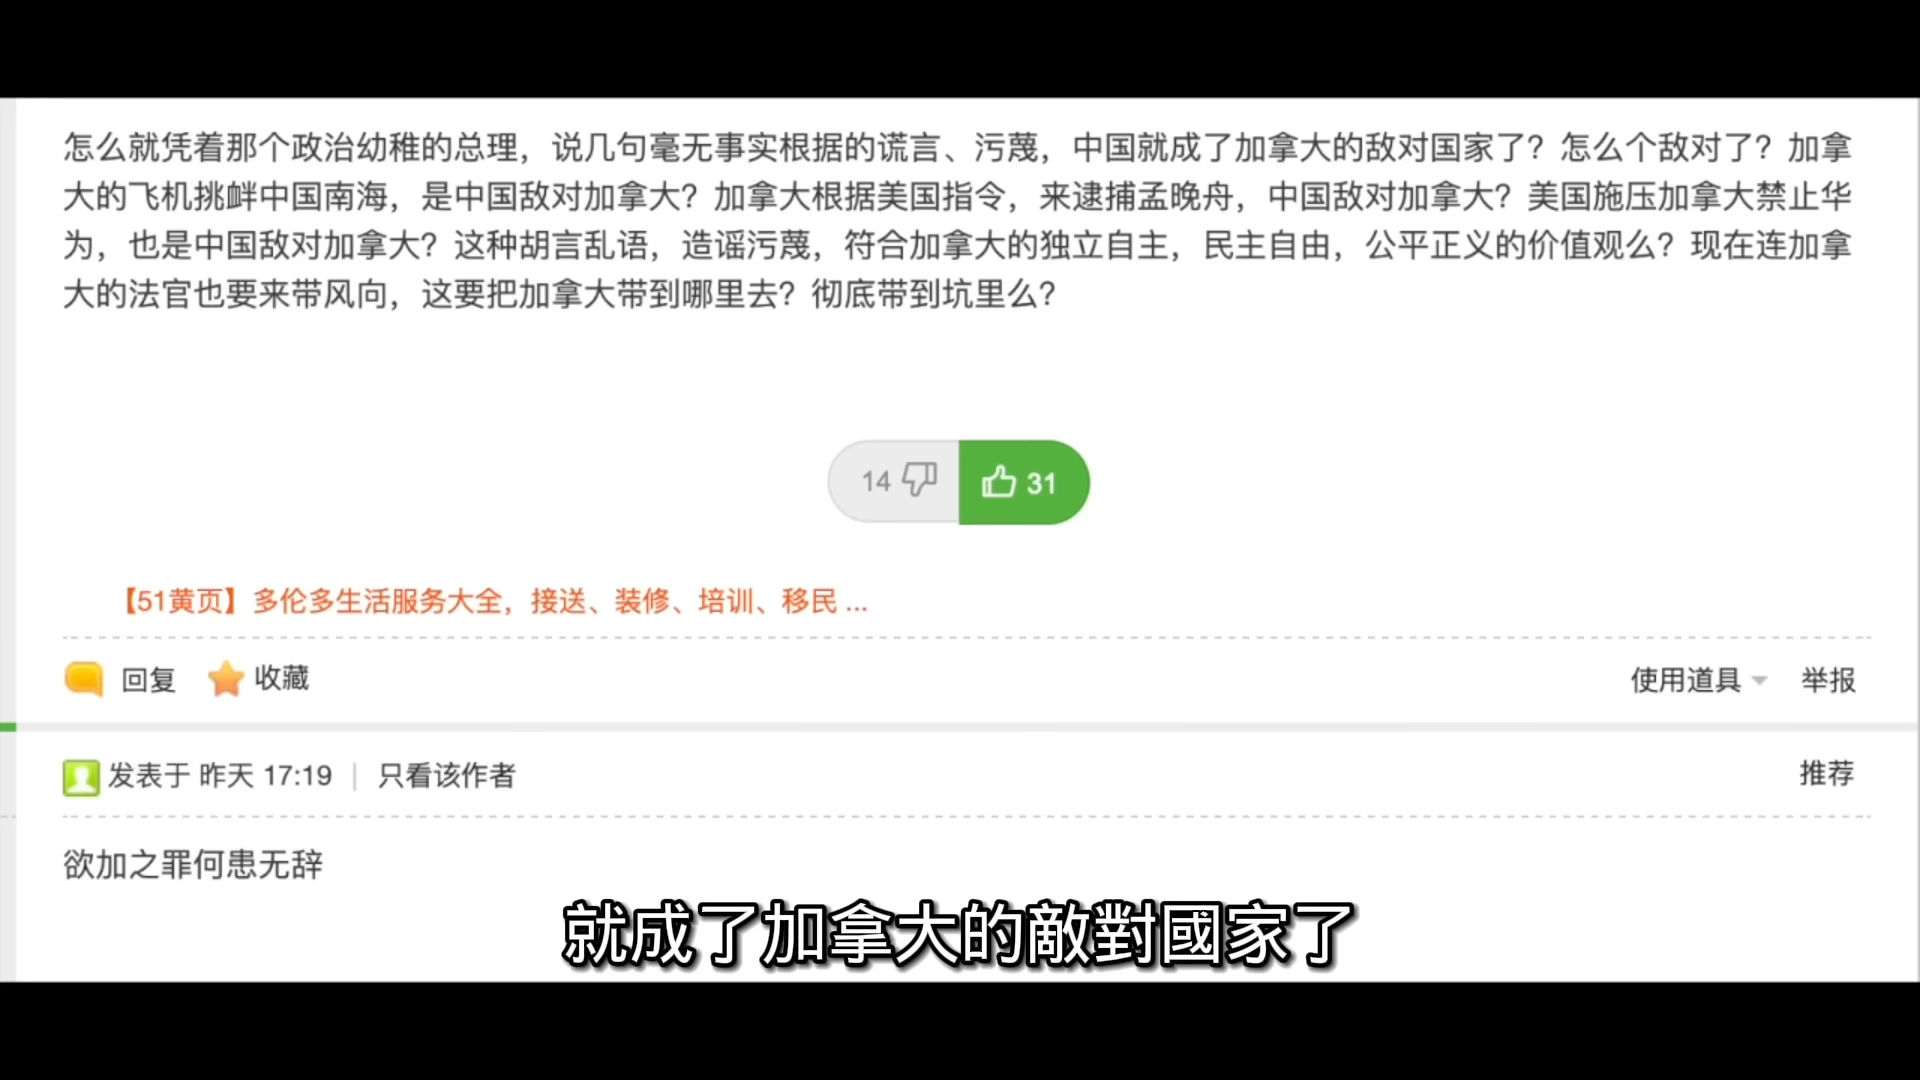 怎么就凭着那个政治幼稚的总理，说几句毫无事实根据的谎言、污蔑，中国就成了加拿大的敌对国家了？怎么个敌对了？加拿
大的飞机挑衅中国南海，是中国敌对加拿大？加拿大根据美国指令，来逮捕孟晚舟，中国敌对加拿大？美国施压加拿大禁止华
为，也是中国敌对加拿大？这种胡言乱语，造谣污蔑，符合加拿大的独立自主，民主自由，公平正义的价值观么？现在连加拿
大的法官也要来带风向，这要把加拿大带到哪里去？彻底带到坑里么？
14 31
【51黄页】多伦多生活服务大全，接送、装修、培训、移民 ...
回复 收藏 使用道具 举报
发表于 昨天 17:19 | 只看该作者 推荐
欲加之罪何患无辞
就成了加拿大的敵對國家了